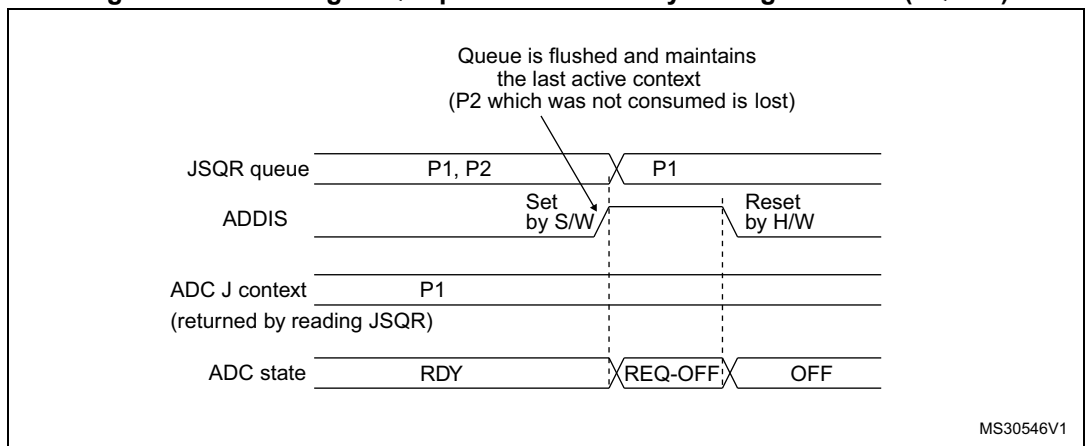 Queue is flushed and maintains
the last active context
(P2 which was not consumed is lost)
JSQR queue P1, P2 P1
Set Reset
ADDIS by S/W by H/W
ADC J context P1
(returned by reading JSQR)
ADC state RDY REQ-OFF OFF
MS30546V1